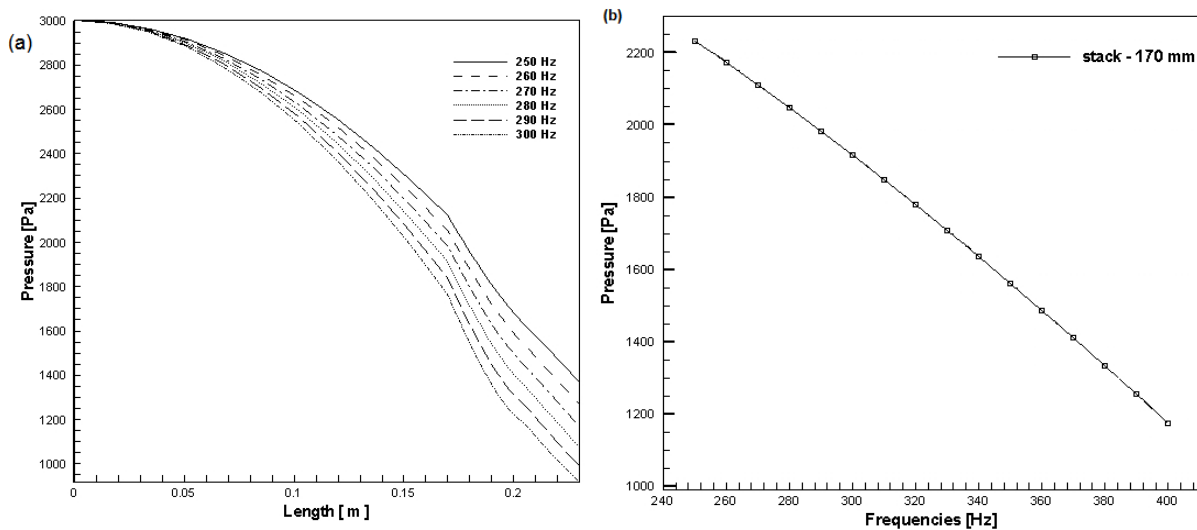 (a)
3000
2800
2600
2400
2200
2000
1800
1600
1400
1200
1000
Pressure [Pa]
0
0.05
0.1
0.15
0.2
Length [ m ]
250 Hz
260 Hz
270 Hz
280 Hz
290 Hz
300 Hz
(b)
2200
2000
1800
1600
1400
1200
1000
Pressure [Pa]
240
260
280
300
320
340
360
380
400
Frequencies [Hz]
stack - 170 mm